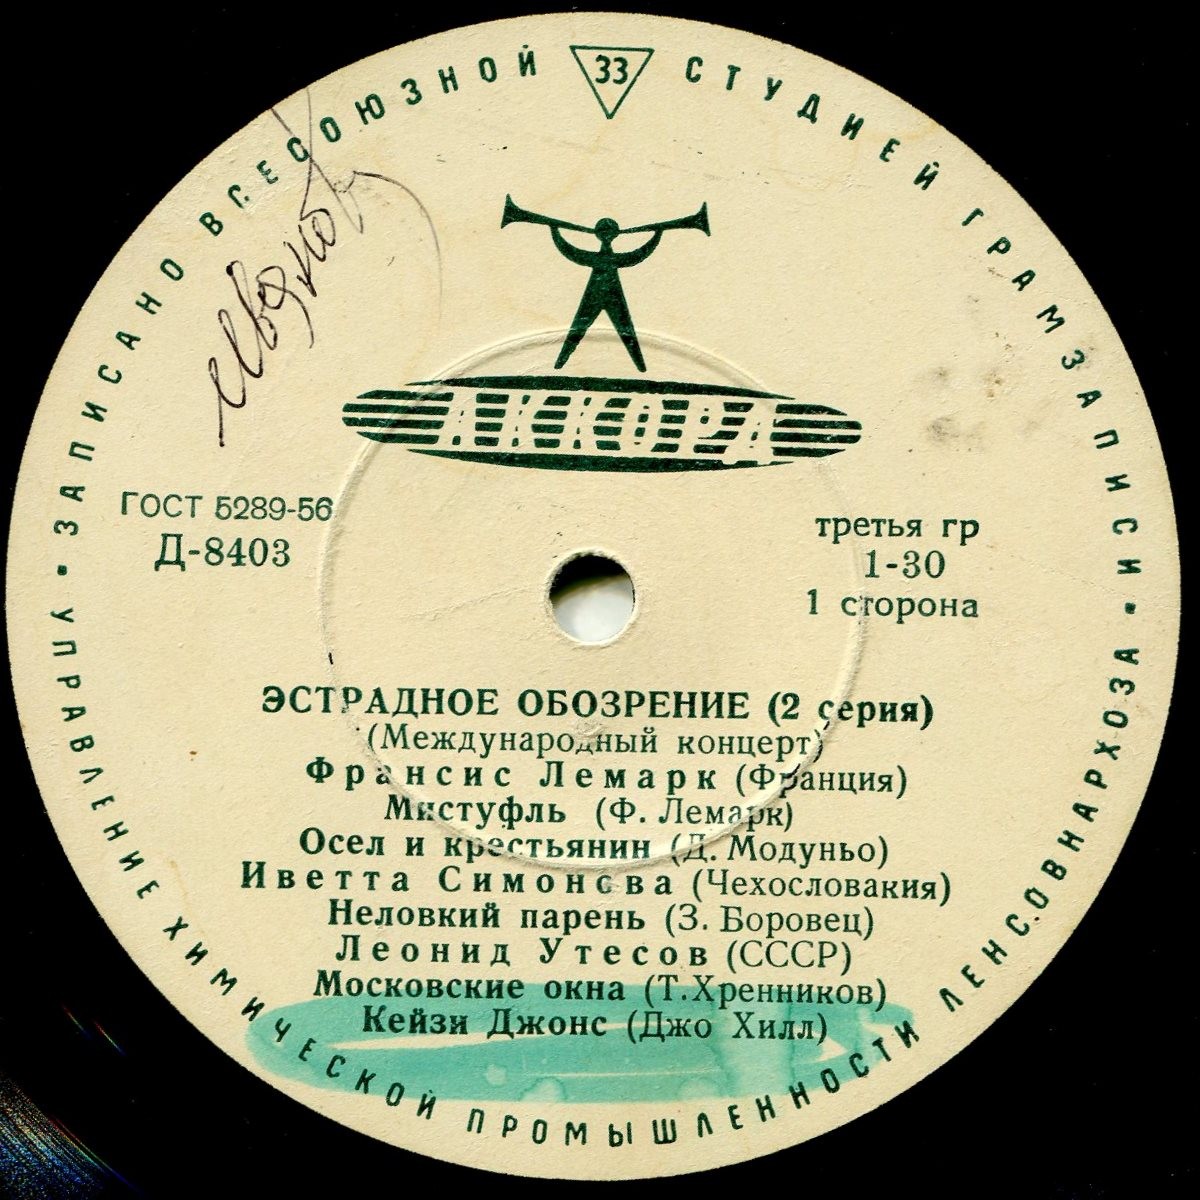 ЗАПИСАНО ВСЕСОЮЗНОЙ СТУДИЕЙ ГРАМЗАПИСИ
33
АККОРД
ГОСТ 5289-56
Д-8403
третья гр
1-30
1 сторона
ЭСТРАДНОЕ ОБОЗРЕНИЕ (2 серия)
(Международный концерт)
Франсис Лемарк (Франция)
Мистуфль (Ф. Лемарк)
Осел и крестьянин (Д. Модуньо)
Иветта Симонова (Чехословакия)
Неловкий парень (З. Боровец)
Леонид Утесов (СССР)
Московские окна (Т. Хренников)
Кейзи Джонс (Джо Хилл)
УПРАВЛЕНИЕ ХИМИЧЕСКОЙ ПРОМЫШЛЕННОСТИ ЛЕНСОВНАРХОЗА